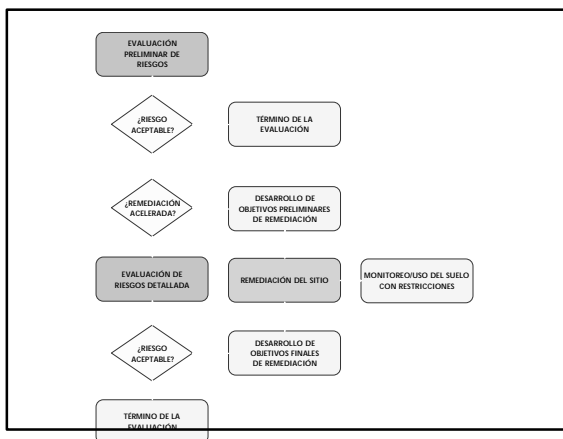 EVALUACIÓN
PRELIMINAR DE
RIESGOS
¿RIESGO
ACEPTABLE?
TÉRMINO DE LA
EVALUACIÓN
¿REMEDIACIÓN
ACELERADA?
DESARROLLO DE
OBJETIVOS PRELIMINARES
DE REMEDIACIÓN
EVALUACIÓN DE
RIESGOS DETALLADA
REMEDIACIÓN DEL SITIO
MONITOREO/USO DEL SUELO
CON RESTRICCIONES
¿RIESGO
ACEPTABLE?
DESARROLLO DE
OBJETIVOS FINALES
DE REMEDIACIÓN
TÉRMINO DE LA
EVALUACIÓN